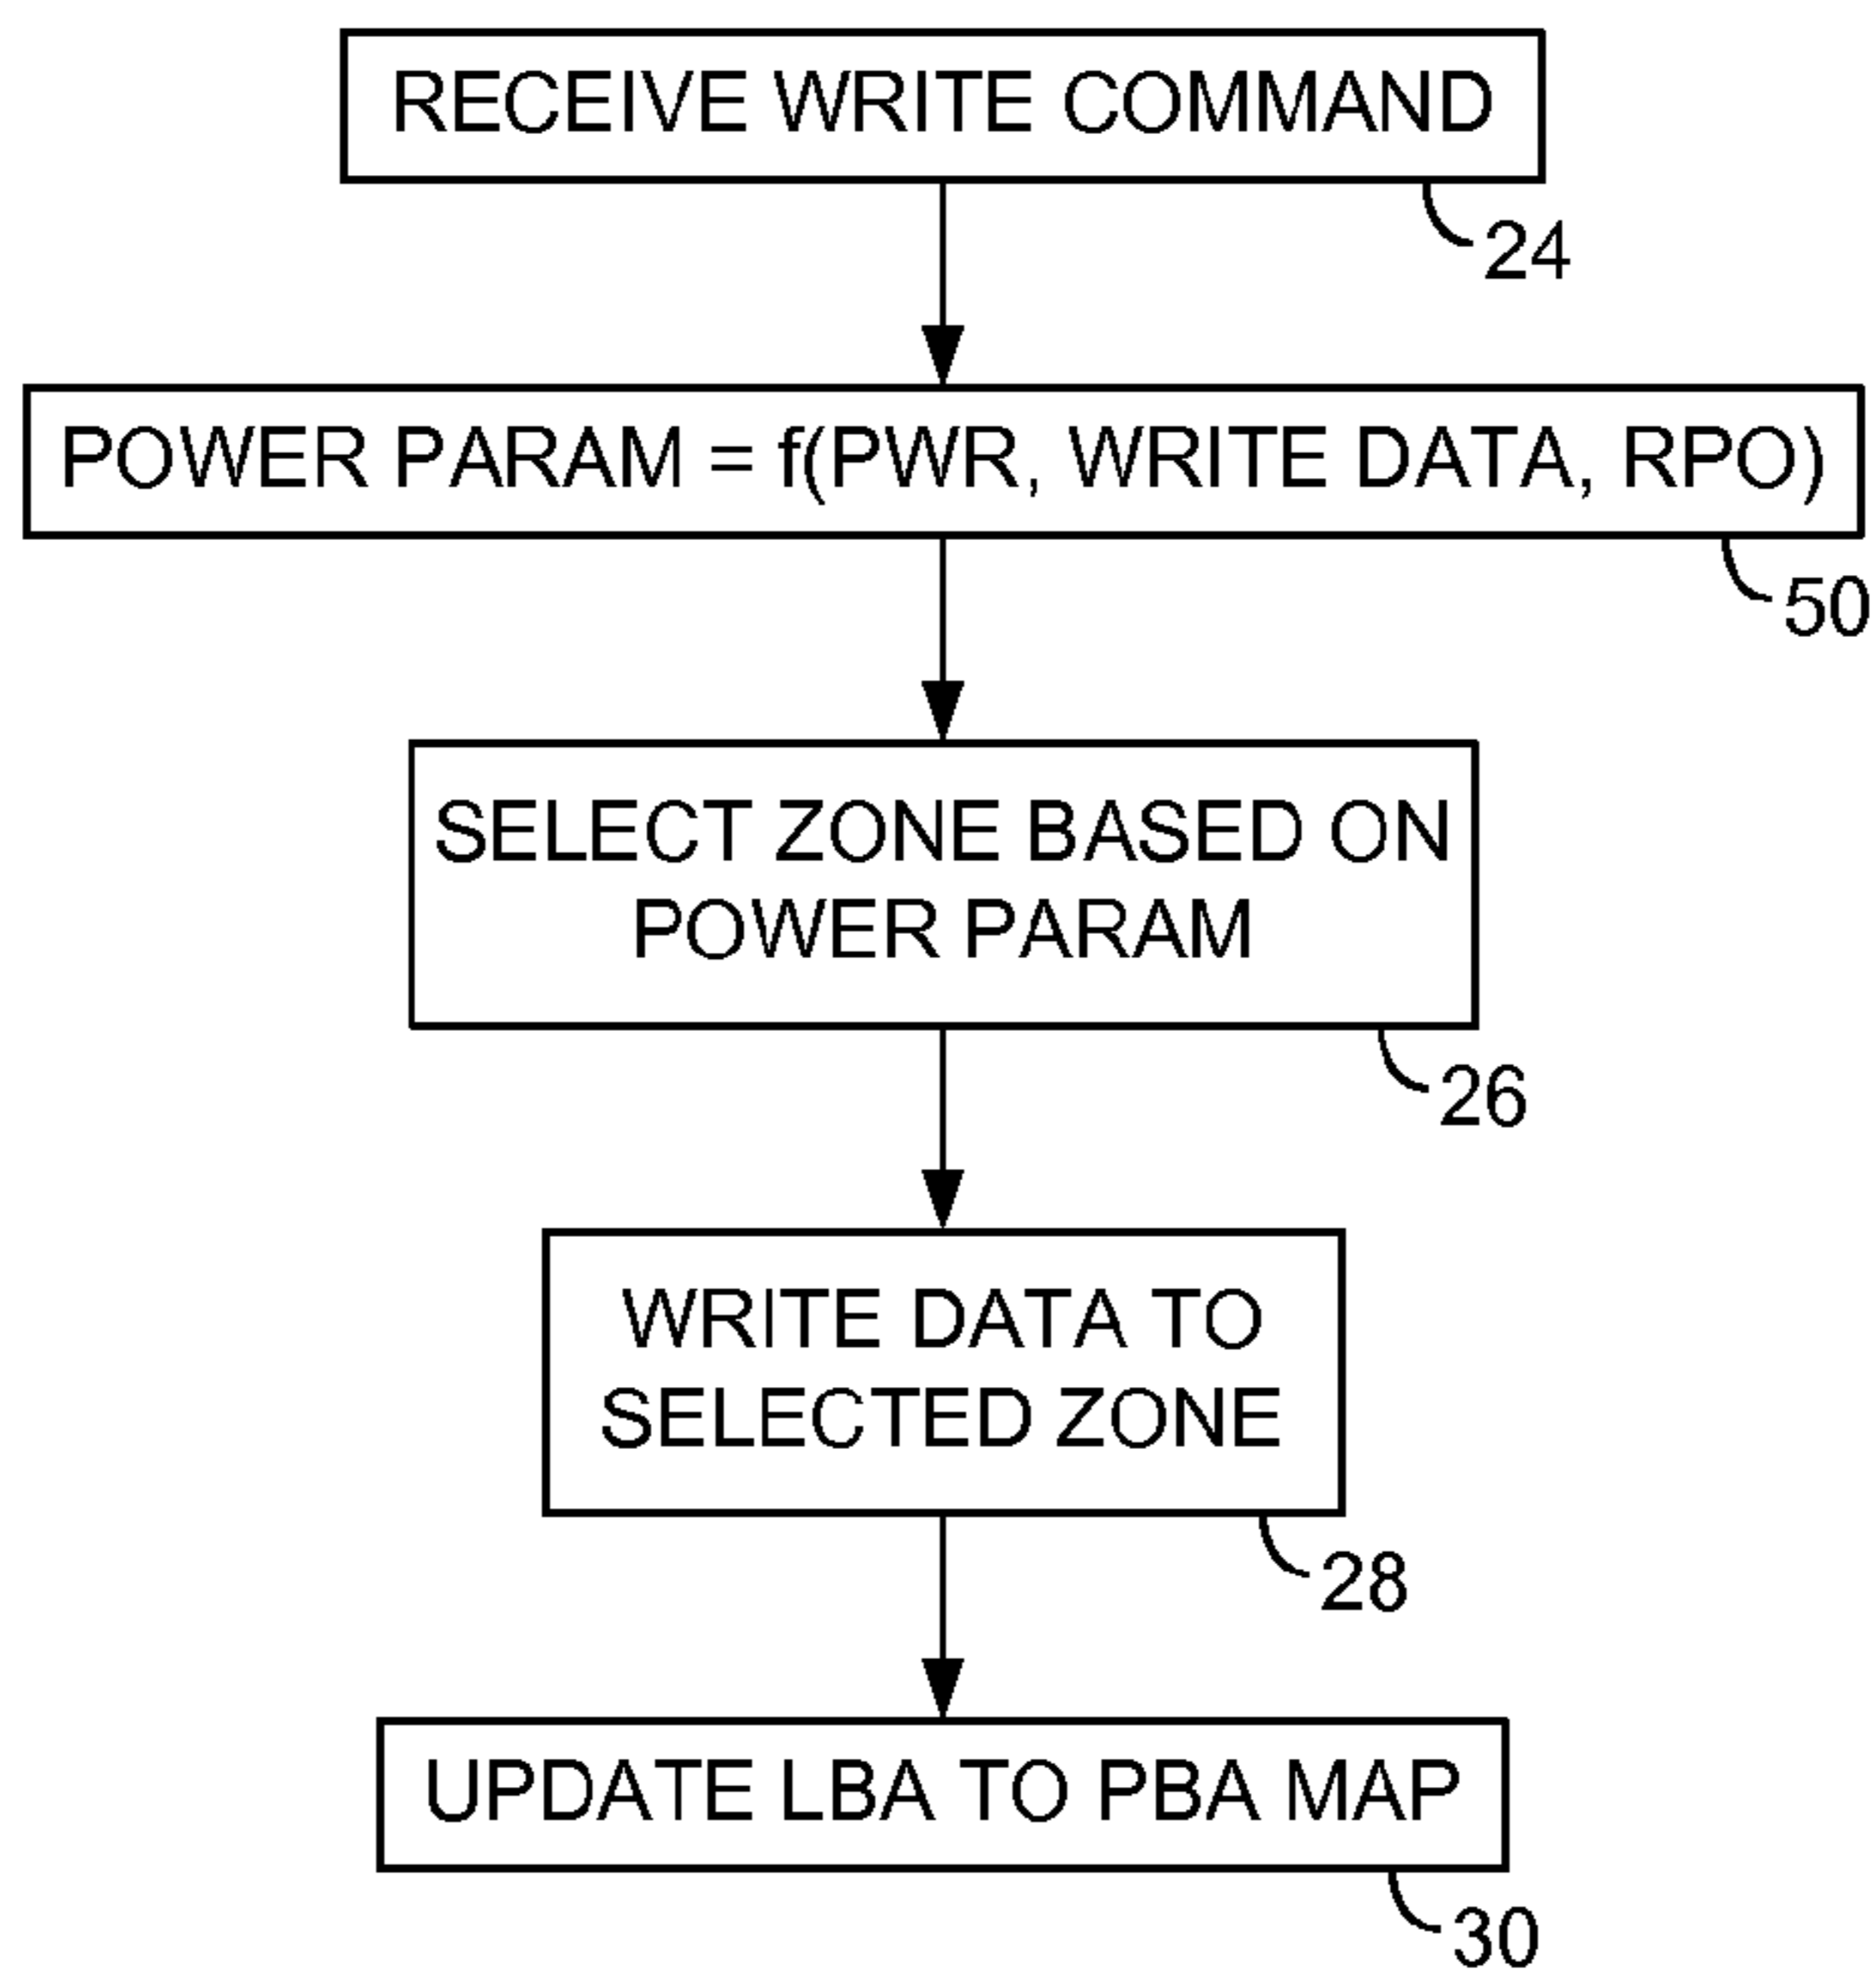 RECEIVE WRITE COMMAND
24
POWER PARAM = f(PWR, WRITE DATA, RPO)
50
SELECT ZONE BASED ON
POWER PARAM
26
WRITE DATA TO
SELECTED ZONE
28
UPDATE LBA TO PBA MAP
30